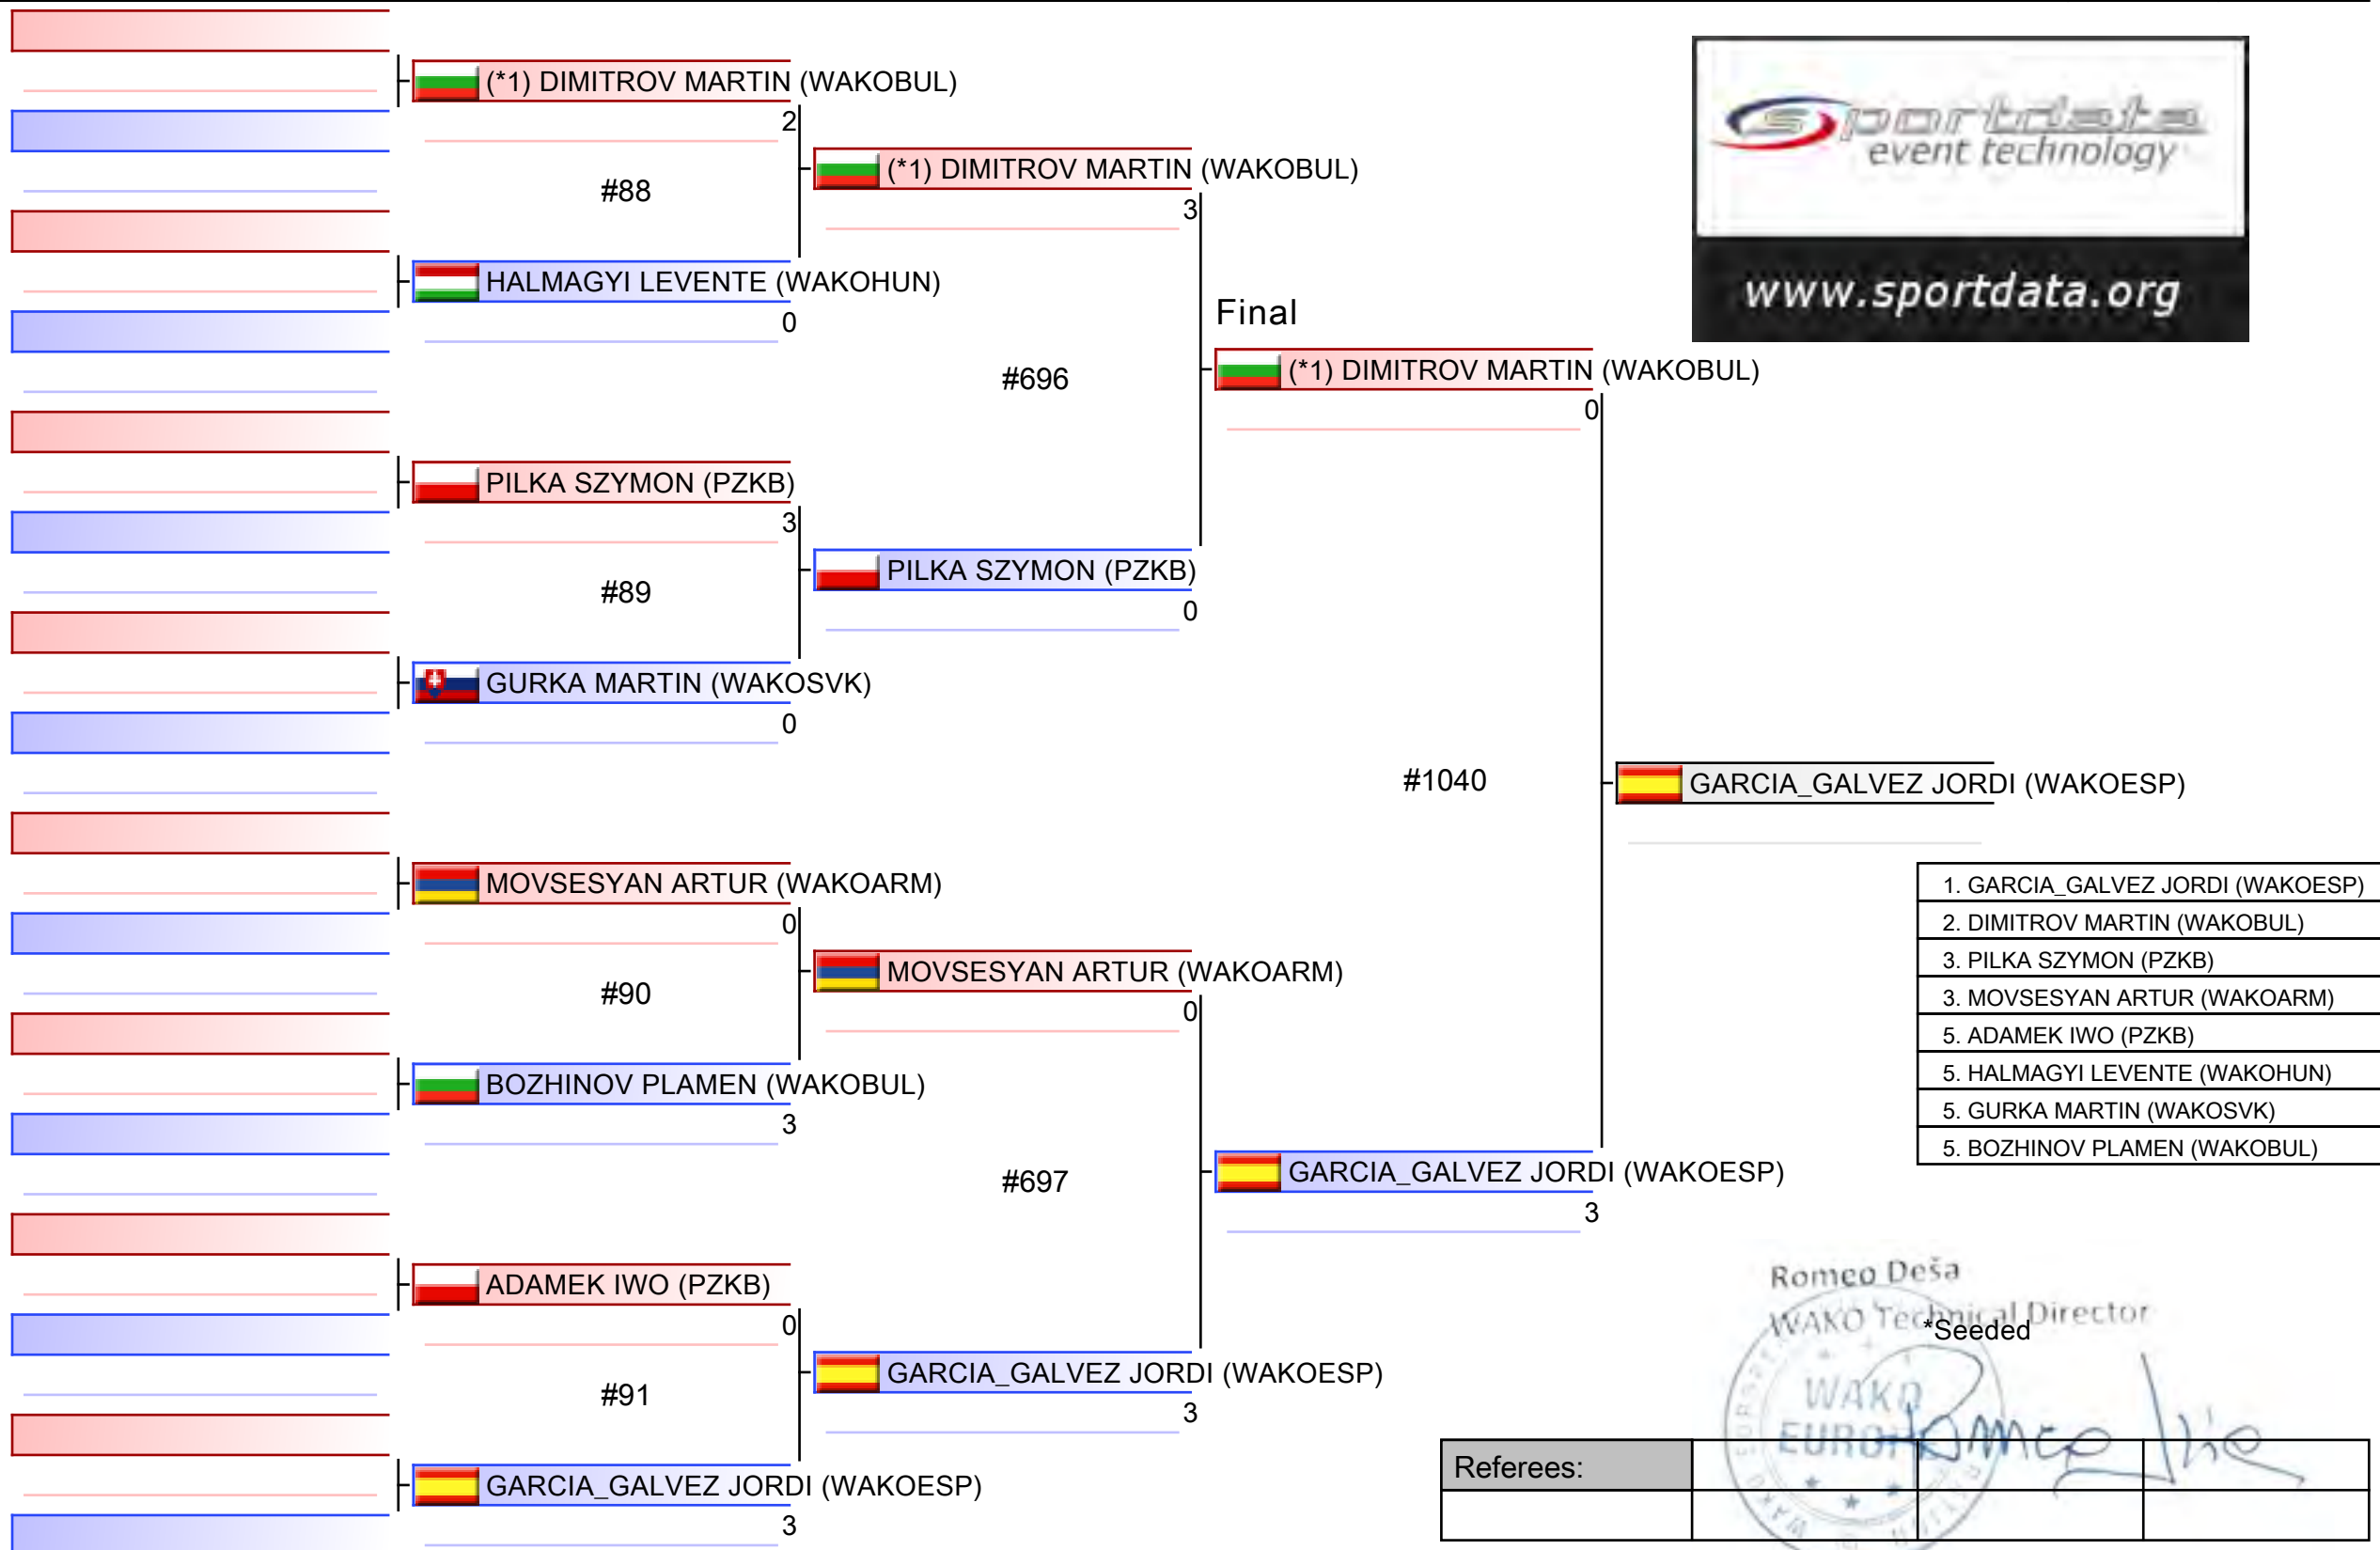 (*1) DIMITROV MARTIN (WAKOBUL)
2
#88
HALMAGYI LEVENTE (WAKOHUN)
0
PILKA SZYMON (PZKB)
3
#89
GURKA MARTIN (WAKOSVK)
0
MOVSESYAN ARTUR (WAKOARM)
0
#90
BOZHINOV PLAMEN (WAKOBUL)
3
ADAMEK IWO (PZKB)
0
#91
GARCIA_GALVEZ JORDI (WAKOESP)
3
(*1) DIMITROV MARTIN (WAKOBUL)
3
#696
PILKA SZYMON (PZKB)
0
MOVSESYAN ARTUR (WAKOARM)
0
#697
GARCIA_GALVEZ JORDI (WAKOESP)
3
Final
(*1) DIMITROV MARTIN (WAKOBUL)
0
#1040
GARCIA_GALVEZ JORDI (WAKOESP)
3
GARCIA_GALVEZ JORDI (WAKOESP)
sportdata
event technology
www.sportdata.org
1. GARCIA_GALVEZ JORDI (WAKOESP)
2. DIMITROV MARTIN (WAKOBUL)
3. PILKA SZYMON (PZKB)
3. MOVSESYAN ARTUR (WAKOARM)
5. ADAMEK IWO (PZKB)
5. HALMAGYI LEVENTE (WAKOHUN)
5. GURKA MARTIN (WAKOSVK)
5. BOZHINOV PLAMEN (WAKOBUL)
Romeo Deša
WAKO Technical Director
*Seeded
WAKO
EUROPE
Referees: